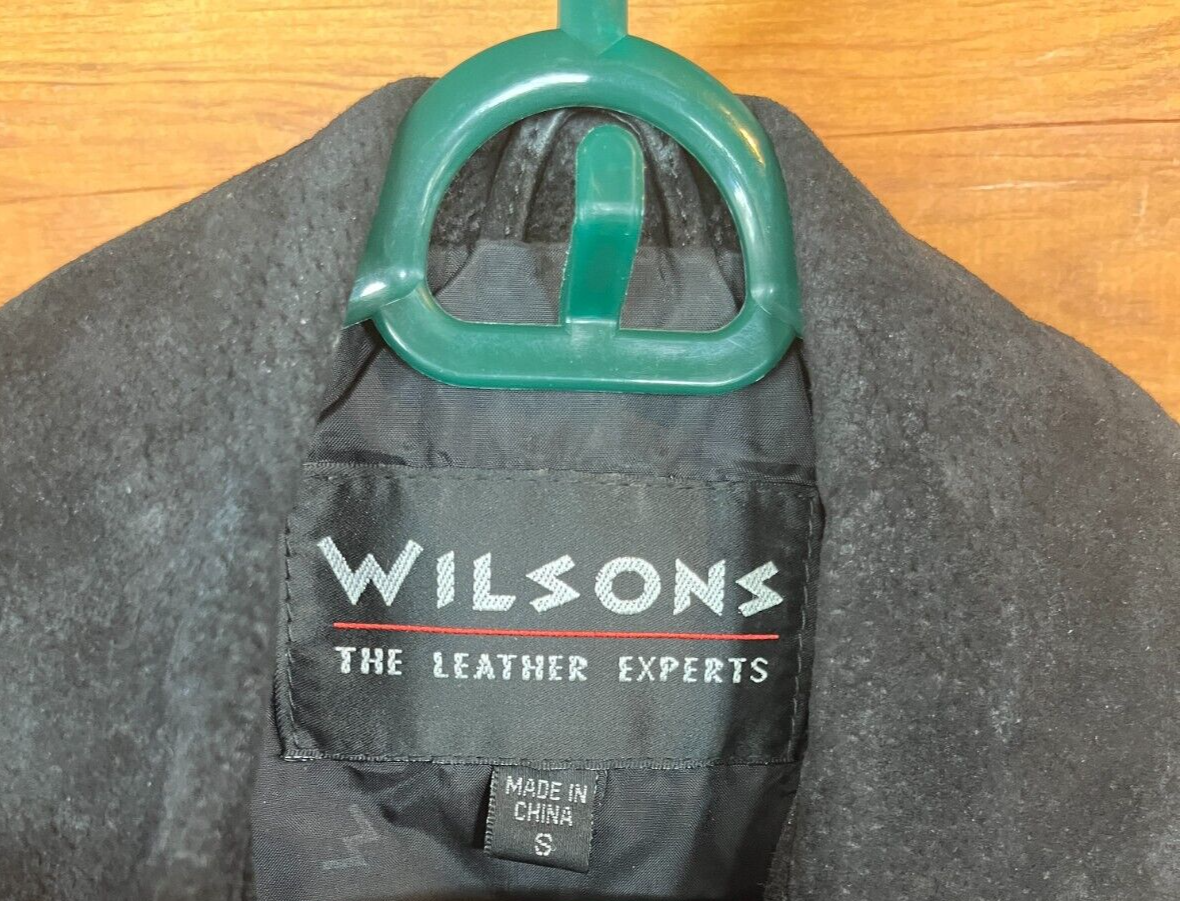 WILSONS
THE LEATHER EXPERTS
MADE IN
CHINA
S